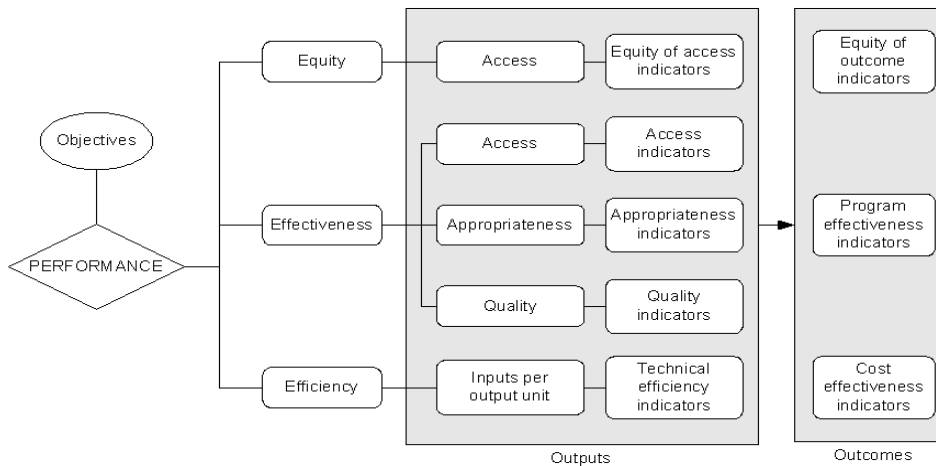 Objectives
PERFORMANCE
Equity
Effectiveness
Efficiency
Access
Equity of access
indicators
Access
Access
indicators
Appropriateness
Appropriateness
indicators
Quality
Quality
indicators
Inputs per
output unit
Technical
efficiency
indicators
Outputs
Equity of
outcome
indicators
Program
effectiveness
indicators
Cost
effectiveness
indicators
Outcomes